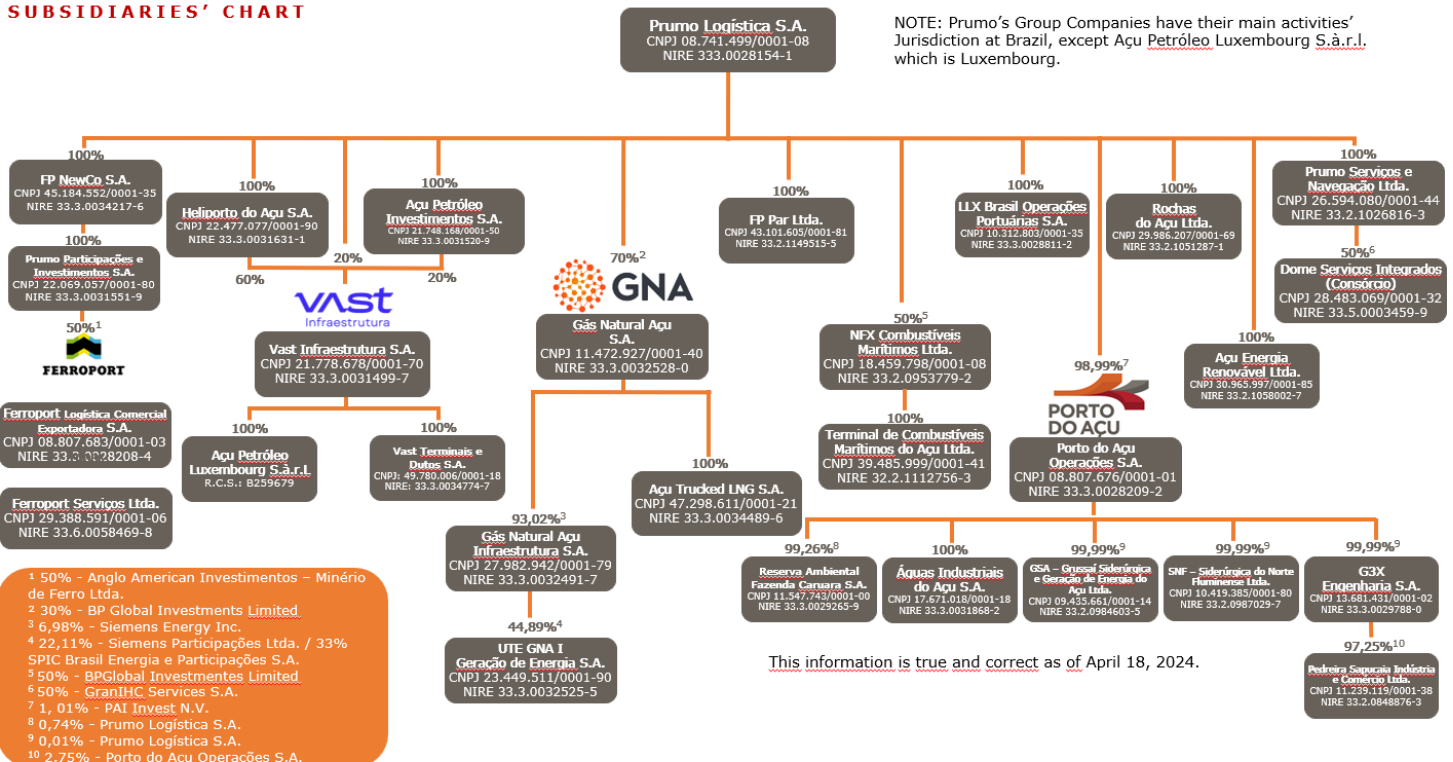 SUBSIDIARIES’ CHART
Prumo Logística S.A.
CNPJ 08.741.499/0001-08
NIRE 333.0028154-1
NOTE: Prumo’s Group Companies have their main activities’
Jurisdiction at Brazil, except Açu Petróleo Luxembourg S.à.r.l.
which is Luxembourg.
100%
FP NewCo S.A.
CNPJ 45.184.552/0001-35
NIRE 33.3.0034217-6
100%
Prumo Participações e
Investimentos S.A.
CNPJ 22.069.057/0001-80
NIRE 33.3.0031551-9
50%1
FERROPORT
Ferroport Logística Comercial
Exportadora S.A.
CNPJ 08.807.683/0001-03
NIRE 33.3.0028208-4
Ferroport Serviços Ltda.
CNPJ 29.388.591/0001-06
NIRE 33.6.0058469-8
100%
Heliporto do Açu S.A.
CNPJ 22.477.077/0001-90
NIRE 33.3.0031631-1
100%
Açu Petróleo
Investimentos S.A.
CNPJ 21.748.168/0001-50
NIRE 33.3.0031520-9
60%
20%
20%
vast
Infraestrutura
Vast Infraestrutura S.A.
CNPJ 21.778.678/0001-70
NIRE 33.3.0031499-7
100%
Açu Petróleo
Luxembourg S.à.r.l
R.C.S.: B259679
100%
Vast Terminais e
Dutos S.A.
CNPJ: 49.780.006/0001-18
NIRE: 33.3.0034774-7
70%2
GNA
Gás Natural Açu
S.A.
CNPJ 11.472.927/0001-40
NIRE 33.3.0032528-0
93,02%3
Gás Natural Açu
Infraestrutura S.A.
CNPJ 27.982.942/0001-79
NIRE 33.3.0032491-7
44,89%4
UTE GNA I
Geração de Energia S.A.
CNPJ 23.449.511/0001-90
NIRE 33.3.0032525-5
100%
Açu Trucked LNG S.A.
CNPJ 47.298.611/0001-21
NIRE 33.3.0034489-6
100%
FP Par Ltda.
CNPJ 43.101.605/0001-81
NIRE 33.2.1149515-5
50%5
NFX Combustíveis
Marítimos Ltda.
CNPJ 18.459.798/0001-08
NIRE 33.2.0953779-2
100%
Terminal de Combustíveis
Marítimos do Açu Ltda.
CNPJ 39.485.999/0001-41
NIRE 32.2.1112756-3
100%
LLX Brasil Operações
Portuárias S.A.
CNPJ 10.312.803/0001-35
NIRE 33.3.0028811-2
98,99%7
PORTO
DO AÇU
Porto do Açu
Operações S.A.
CNPJ 08.807.676/0001-01
NIRE 33.3.0028209-2
100%
Rochas
do Açu Ltda.
CNPJ 29.986.207/0001-69
NIRE 33.2.1051287-1
100%
Açu Energia
Renovável Ltda.
CNPJ 30.965.997/0001-85
NIRE 33.2.1058002-7
100%
Prumo Serviços e
Navegação Ltda.
CNPJ 26.594.080/0001-44
NIRE 33.2.1026816-3
50%6
Dome Serviços Integrados
(Consórcio)
CNPJ 28.483.069/0001-32
NIRE 33.5.0003459-9
99,26%8
Reserva Ambiental
Fazenda Caruara S.A.
CNPJ 11.547.743/0001-00
NIRE 33.3.0029265-9
100%
Águas Industriais
do Açu S.A.
CNPJ 17.671.018/0001-18
NIRE 33.3.0031868-2
99,99%9
GSA – Grussaí Siderúrgica
e Geração de Energia do
Açu Ltda.
CNPJ 09.435.661/0001-14
NIRE 33.2.0984603-5
99,99%9
SNF – Siderúrgica do Norte
Fluminense Ltda.
CNPJ 10.419.385/0001-80
NIRE 33.2.0987029-7
99,99%9
G3X
Engenharia S.A.
CNPJ 13.681.431/0001-02
NIRE 33.3.0029788-0
97,25%10
Pedreira Sapucaia Indústria
e Comércio Ltda.
CNPJ 11.239.119/0001-38
NIRE 33.2.0848876-3
1 50% - Anglo American Investimentos – Minério
de Ferro Ltda.
2 30% - BP Global Investments Limited
3 6,98% - Siemens Energy Inc.
4 22,11% - Siemens Participações Ltda. / 33%
SPIC Brasil Energia e Participações S.A.
5 50% - BPGlobal Investmentes Limited
6 50% - GranIHC Services S.A.
7 1, 01% - PAI Invest N.V.
8 0,74% - Prumo Logística S.A.
9 0,01% - Prumo Logística S.A.
10 2,75% - Porto do Açu Operações S.A.
This information is true and correct as of April 18, 2024.